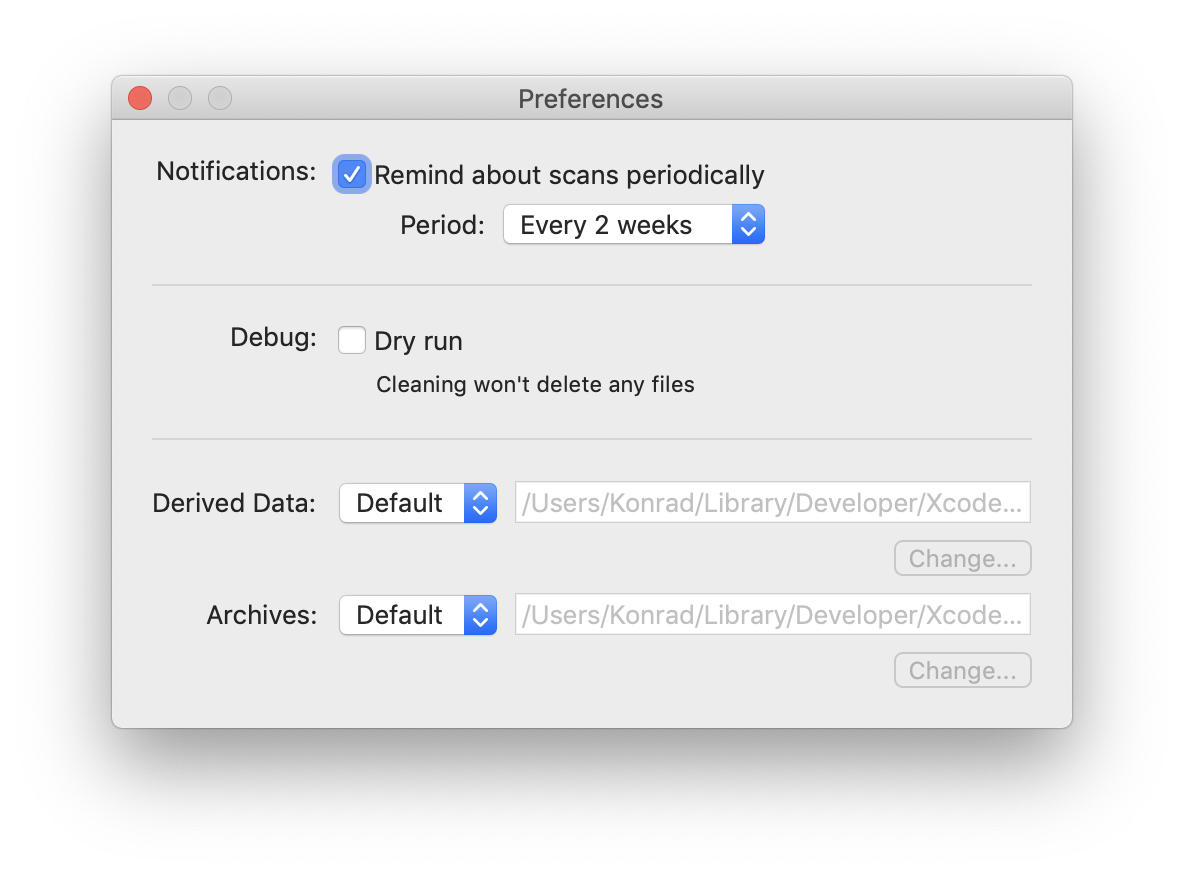 Preferences
Notifications: Remind about scans periodically
Period: Every 2 weeks
Debug: Dry run
Cleaning won't delete any files
Derived Data: Default /Users/Konrad/Library/Developer/Xcode...
Change...
Archives: Default /Users/Konrad/Library/Developer/Xcode...
Change...